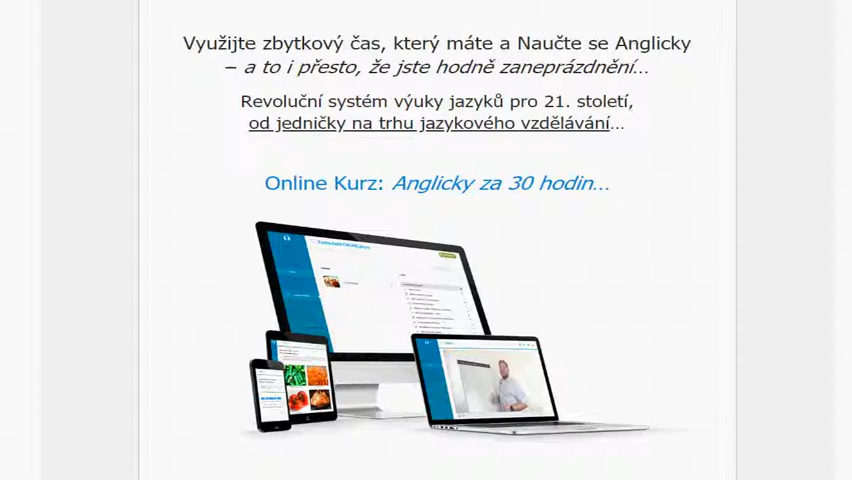 Využijte zbytkový čas, který máte a Naučte se Anglicky
– a to i přesto, že jste hodně zaneprázdnění...
Revoluční systém výuky jazyků pro 21. století,
od jedničky na trhu jazykového vzdělávání...
Online Kurz: Anglicky za 30 hodin...